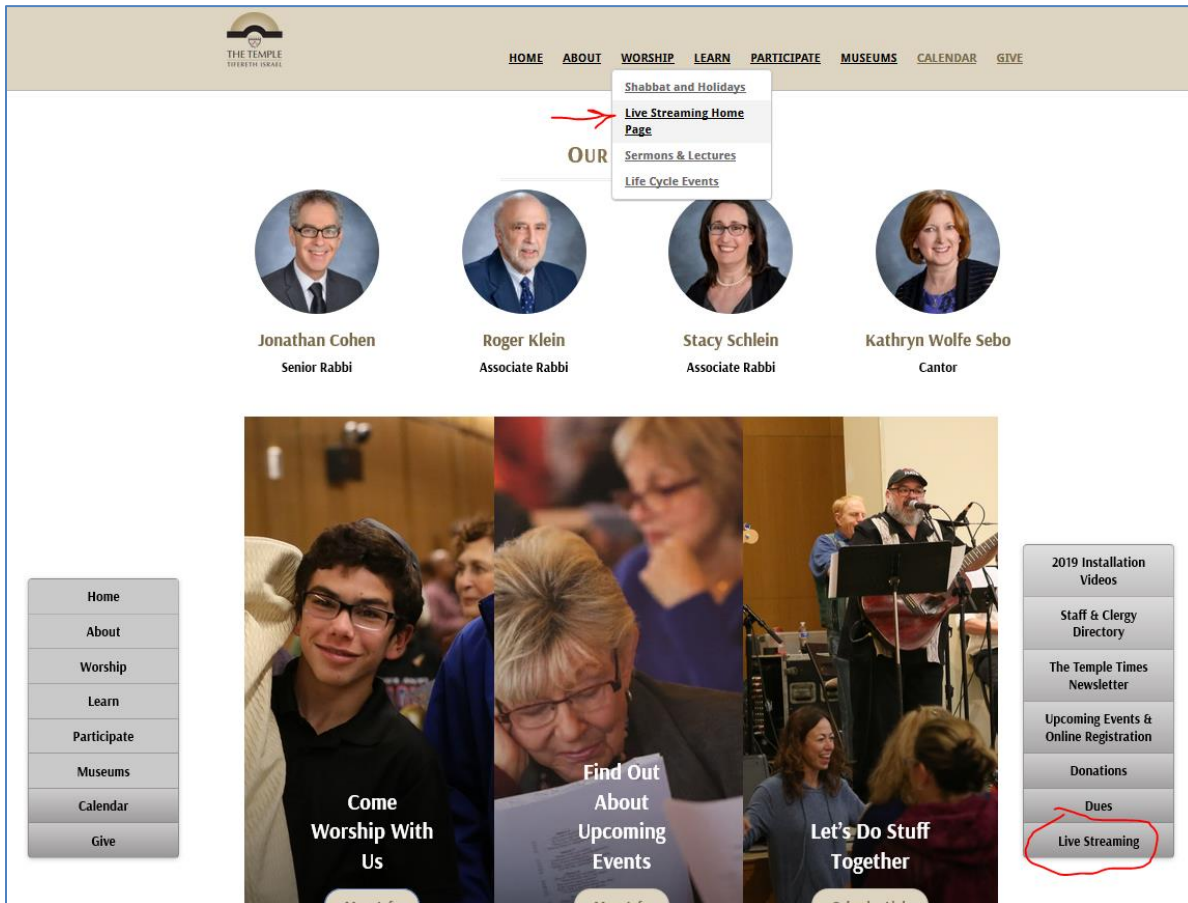 THE TEMPLE
TIFERETH ISRAEL
HOME ABOUT WORSHIP LEARN PARTICIPATE MUSEUMS CALENDAR GIVE
Shabbat and Holidays
Live Streaming Home
Page
Sermons & Lectures
Life Cycle Events
OUR
Jonathan Cohen
Senior Rabbi
Roger Klein
Associate Rabbi
Stacy Schlein
Associate Rabbi
Kathryn Wolfe Sebo
Cantor
Home
About
Worship
Learn
Participate
Museums
Calendar
Give
Come
Worship With
Us
Find Out
About
Upcoming
Events
Let's Do Stuff
Together
2019 Installation
Videos
Staff & Clergy
Directory
The Temple Times
Newsletter
Upcoming Events &
Online Registration
Donations
Dues
Live Streaming